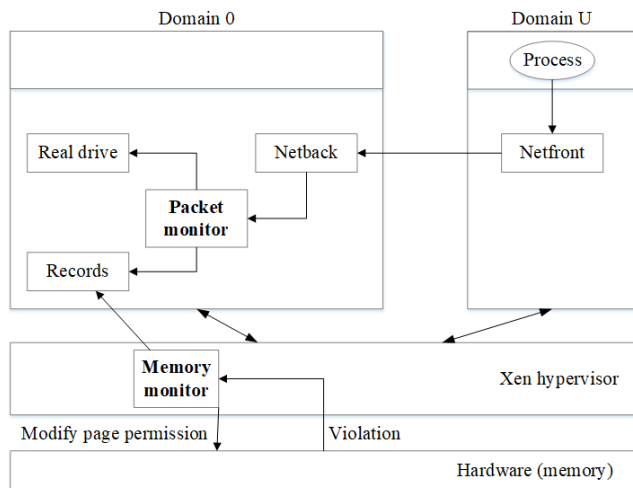 Domain 0
Domain U
Process
Real drive
Netback
Netfront
Packet
monitor
Records
Memory
monitor
Xen hypervisor
Modify page permission
Violation
Hardware (memory)